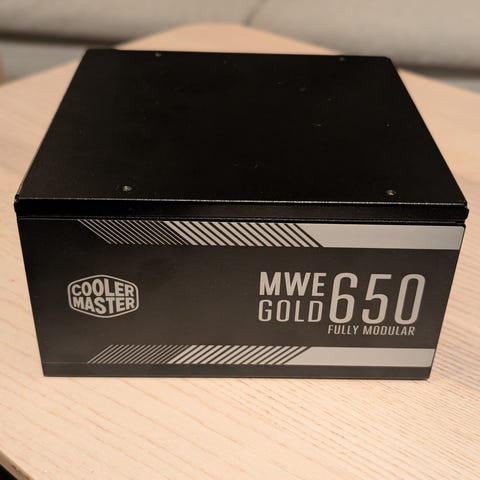 COOLER
MASTER
MWE
GOLD
650
FULLY MODULAR